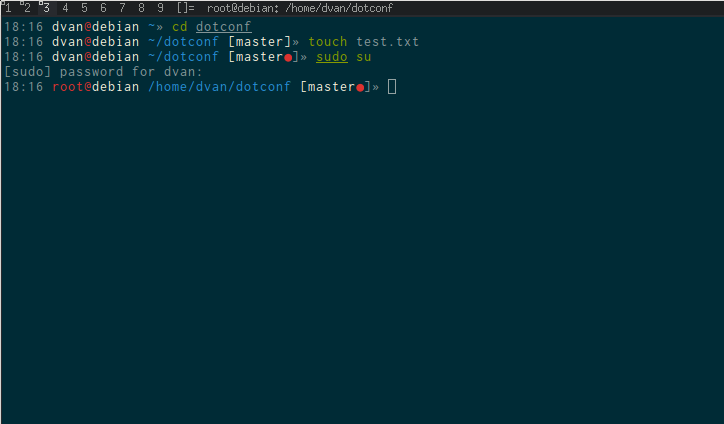 1 2 3 4 5 6 7 8 9 []= root@debian: /home/dvan/dotconf
18:16 dvan@debian ~» cd dotconf
18:16 dvan@debian ~/dotconf [master]» touch test.txt
18:16 dvan@debian ~/dotconf [master●]» sudo su
[sudo] password for dvan:
18:16 root@debian /home/dvan/dotconf [master●]»